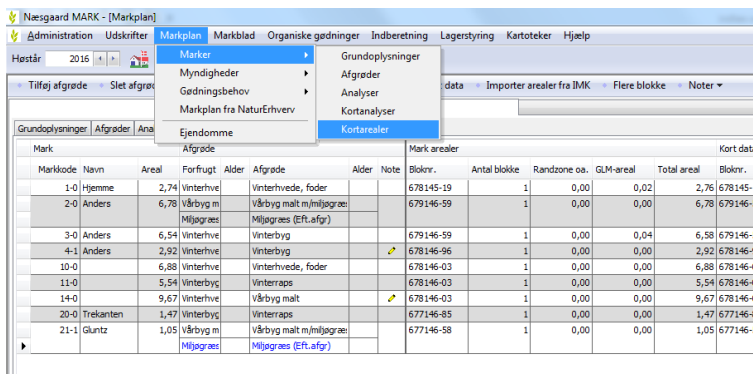 Næsgaard MARK - [Markplan]
Administration Udskrifter Markplan Markblad Organiske gødninger Indberetning Lagerstyring Kartoteker Hjælp
Høstår 2016
Marker
Myndigheder
Gødningsbehov
Markplan fra NaturErhverv
Ejendomme
Grundoplysninger
Afgrøder
Analyser
Kortanalyser
Kortarealer
Tilføj afgrøde Slet afgrød data Importer arealer fra IMK Flere blokke Noter
Grundoplysninger Afgrøder Ana
Mark Afgrøde Mark arealer Kort data
Markkode Navn Areal Forfrugt Alder Afgrøde Alder Note Bloknr. Antal blokke Randzone oa. GLM-areal Total areal Bloknr.
1-0 Hjemme 2,74 Vinterhve Vinterhvede, foder 678145-19 1 0,00 0,02 2,76 678145-
2-0 Anders 6,78 Vårbyg m Vårbyg malt m/miljøgræs 679146-59 1 0,00 0,00 6,78 679146-
Miljøgræs Miljøgræs (Eft.afgr)
3-0 Anders 6,54 Vinterhve Vinterbyg 679146-59 1 0,00 0,04 6,58 679146-
4-1 Anders 2,92 Vinterhve Vinterbyg 678146-96 1 0,00 0,00 2,92 678146-
10-0 6,88 Vinterhve Vinterhvede, foder 678146-03 1 0,00 0,00 6,88 678146-
11-0 5,54 Vinterbyg Vinterraps 678146-03 1 0,00 0,00 5,54 678146-
14-0 9,67 Vinterhve Vårbyg malt 678146-03 1 0,00 0,00 9,67 678146-
20-0 Trekanten 1,47 Vinterbyg Vinterraps 677146-85 1 0,00 0,00 1,47 677146-
21-1 Gluntz 1,05 Vårbyg m Vårbyg malt m/miljøgræs 677146-58 1 0,00 0,00 1,05 677146-
Miljøgræs Miljøgræs (Eft.afgr)